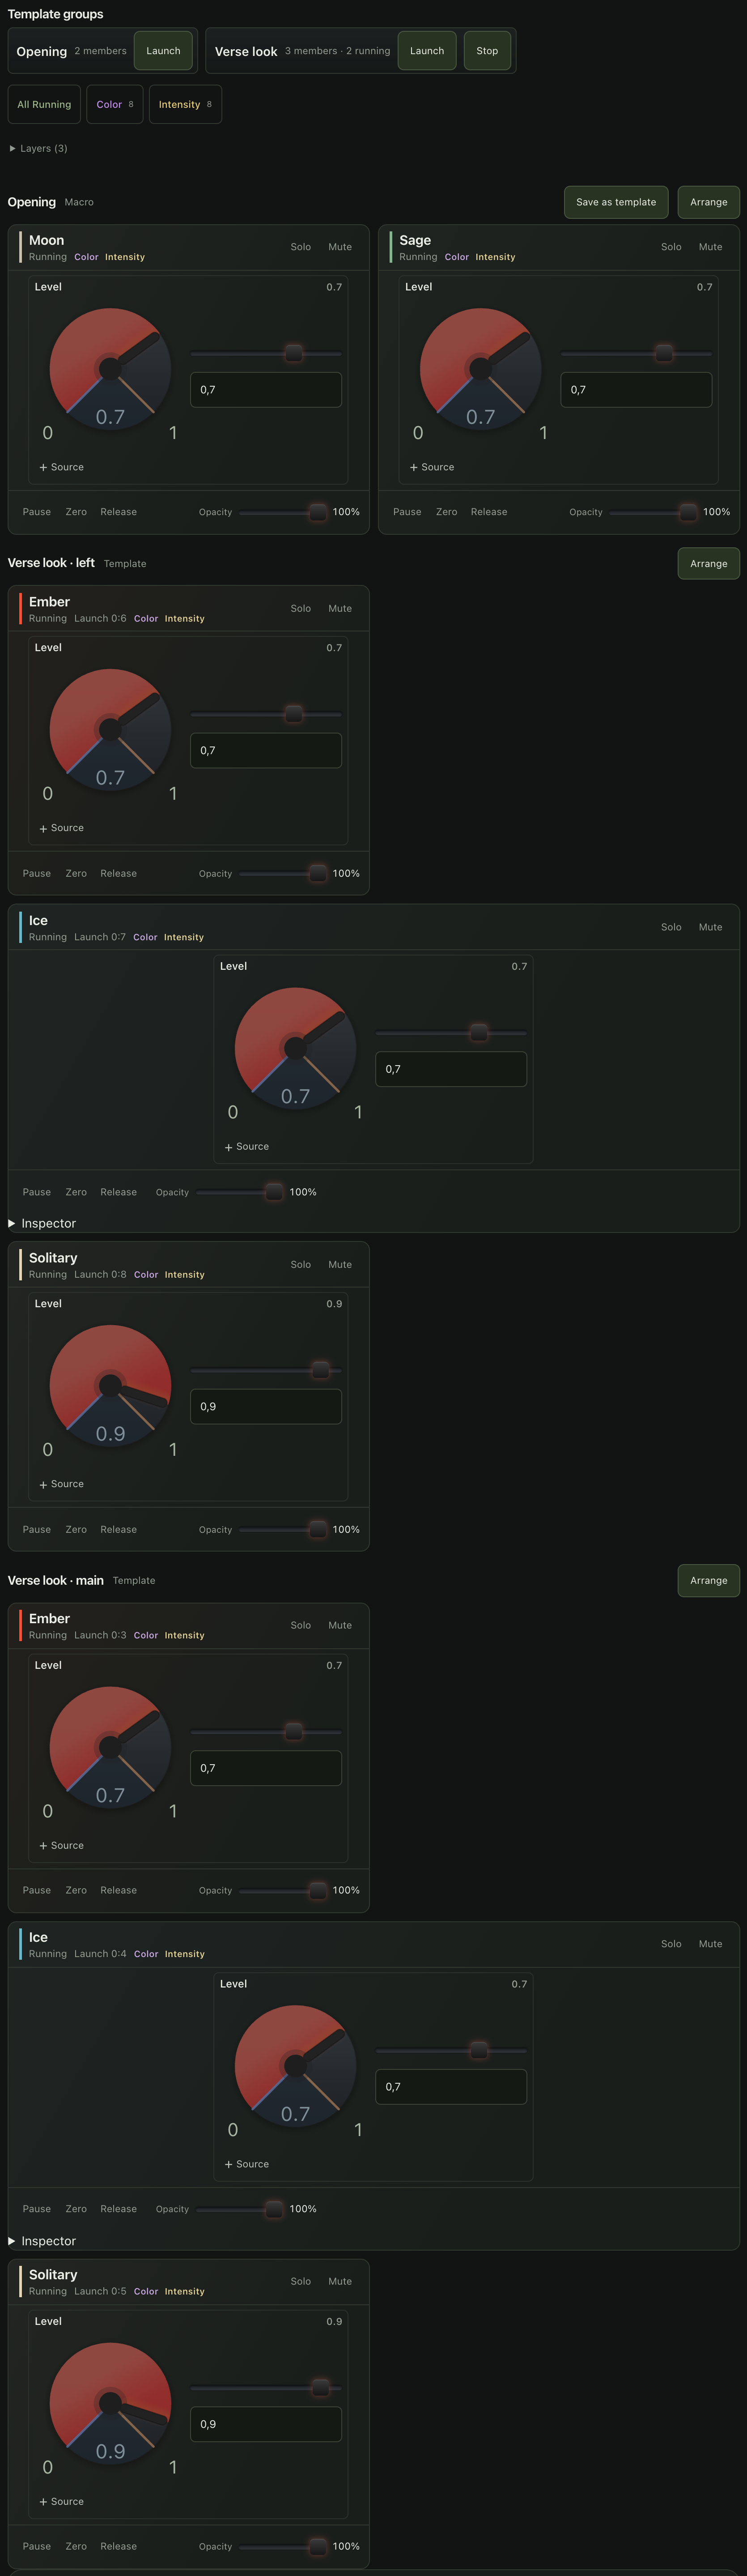 Template groups
Opening 2 members Launch
Verse look 3 members · 2 running Launch Stop
All Running Color 8 Intensity 8
▶ Layers (3)
Opening Macro Save as template Arrange
Moon
Running Color Intensity
Solo Mute
Level 0.7
0,7
0.7
0 1
+ Source
Pause Zero Release Opacity 100%
Sage
Running Color Intensity
Solo Mute
Level 0.7
0,7
0.7
0 1
+ Source
Pause Zero Release Opacity 100%
Verse look · left Template Arrange
Ember
Running Launch 0:6 Color Intensity
Solo Mute
Level 0.7
0,7
0.7
0 1
+ Source
Pause Zero Release Opacity 100%
Ice
Running Launch 0:7 Color Intensity
Solo Mute
Level 0.7
0,7
0.7
0 1
+ Source
Pause Zero Release Opacity 100%
▶ Inspector
Solitary
Running Launch 0:8 Color Intensity
Solo Mute
Level 0.9
0,9
0.9
0 1
+ Source
Pause Zero Release Opacity 100%
Verse look · main Template Arrange
Ember
Running Launch 0:3 Color Intensity
Solo Mute
Level 0.7
0,7
0.7
0 1
+ Source
Pause Zero Release Opacity 100%
Ice
Running Launch 0:4 Color Intensity
Solo Mute
Level 0.7
0,7
0.7
0 1
+ Source
Pause Zero Release Opacity 100%
▶ Inspector
Solitary
Running Launch 0:5 Color Intensity
Solo Mute
Level 0.9
0,9
0.9
0 1
+ Source
Pause Zero Release Opacity 100%